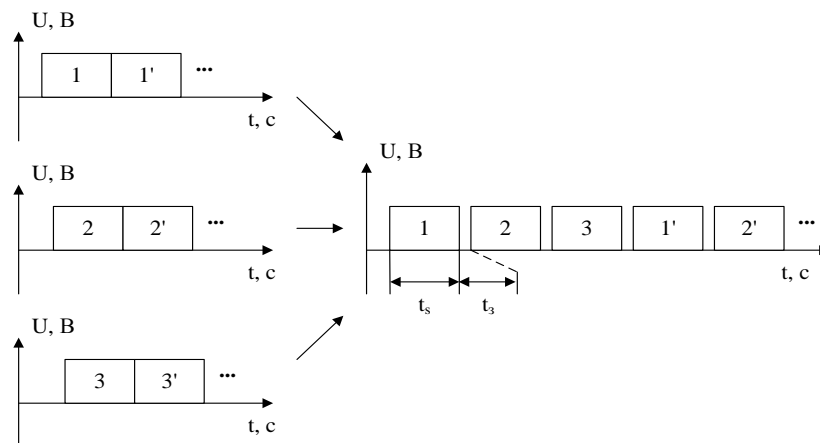 U, В
1 1' ...
t, с
U, В
2 2' ...
t, с
U, В
3 3' ...
t, с
U, В
1 2 3 1' 2' ...
t, с
ts tз